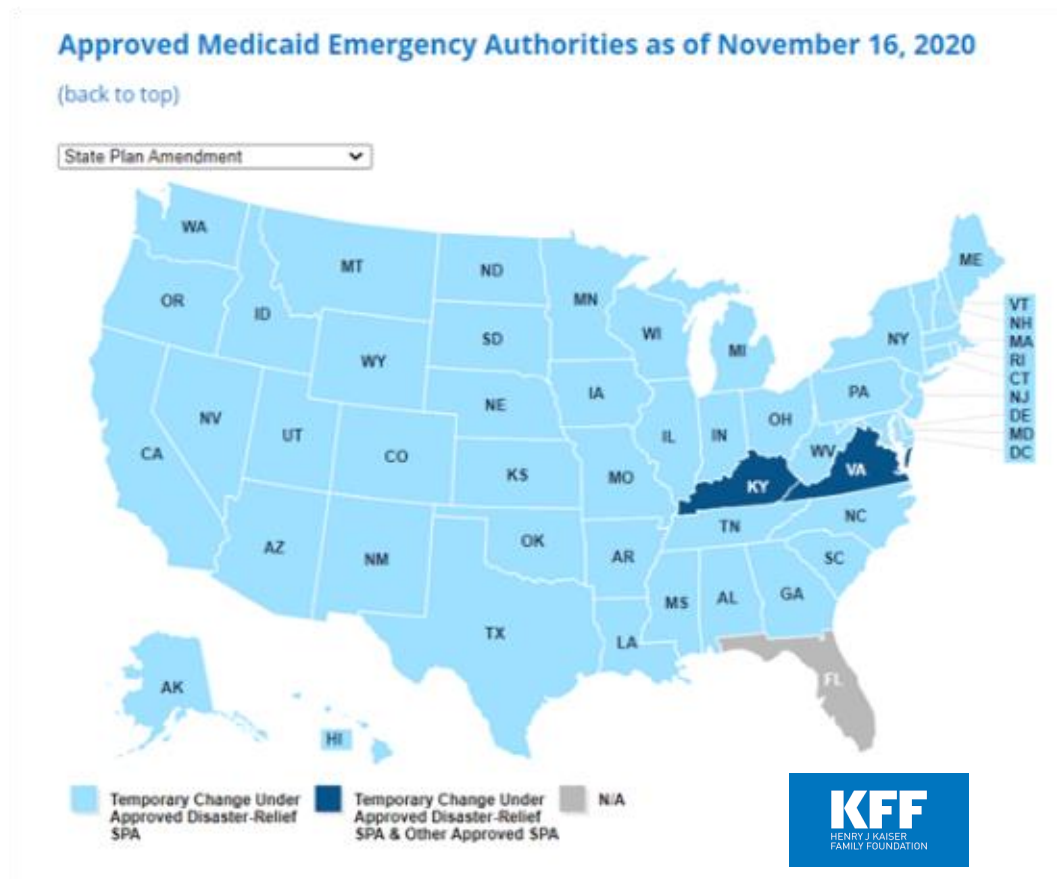 Approved Medicaid Emergency Authorities as of November 16, 2020
(back to top)
State Plan Amendment
WA
MT
ND
MN
ME
OR
ID
SD
WI
MI
NY
VT
NH
MA
RI
CT
NJ
DE
MD
DC
WY
IA
PA
NE
NV
UT
CO
IL
IN
OH
CA
KS
MO
WV
VA
KY
AZ
NM
OK
AR
TN
NC
SC
MS
AL
GA
TX
LA
FL
AK
HI
Temporary Change Under
Approved Disaster-Relief
SPA
Temporary Change Under
Approved Disaster-Relief
SPA & Other Approved SPA
N/A
KFF
HENRY J KAISER
FAMILY FOUNDATION